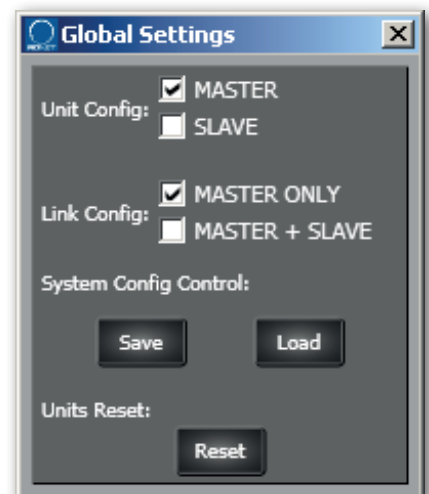 Global Settings
Unit Config:
MASTER
SLAVE
Link Config:
MASTER ONLY
MASTER + SLAVE
System Config Control:
Save Load
Units Reset:
Reset